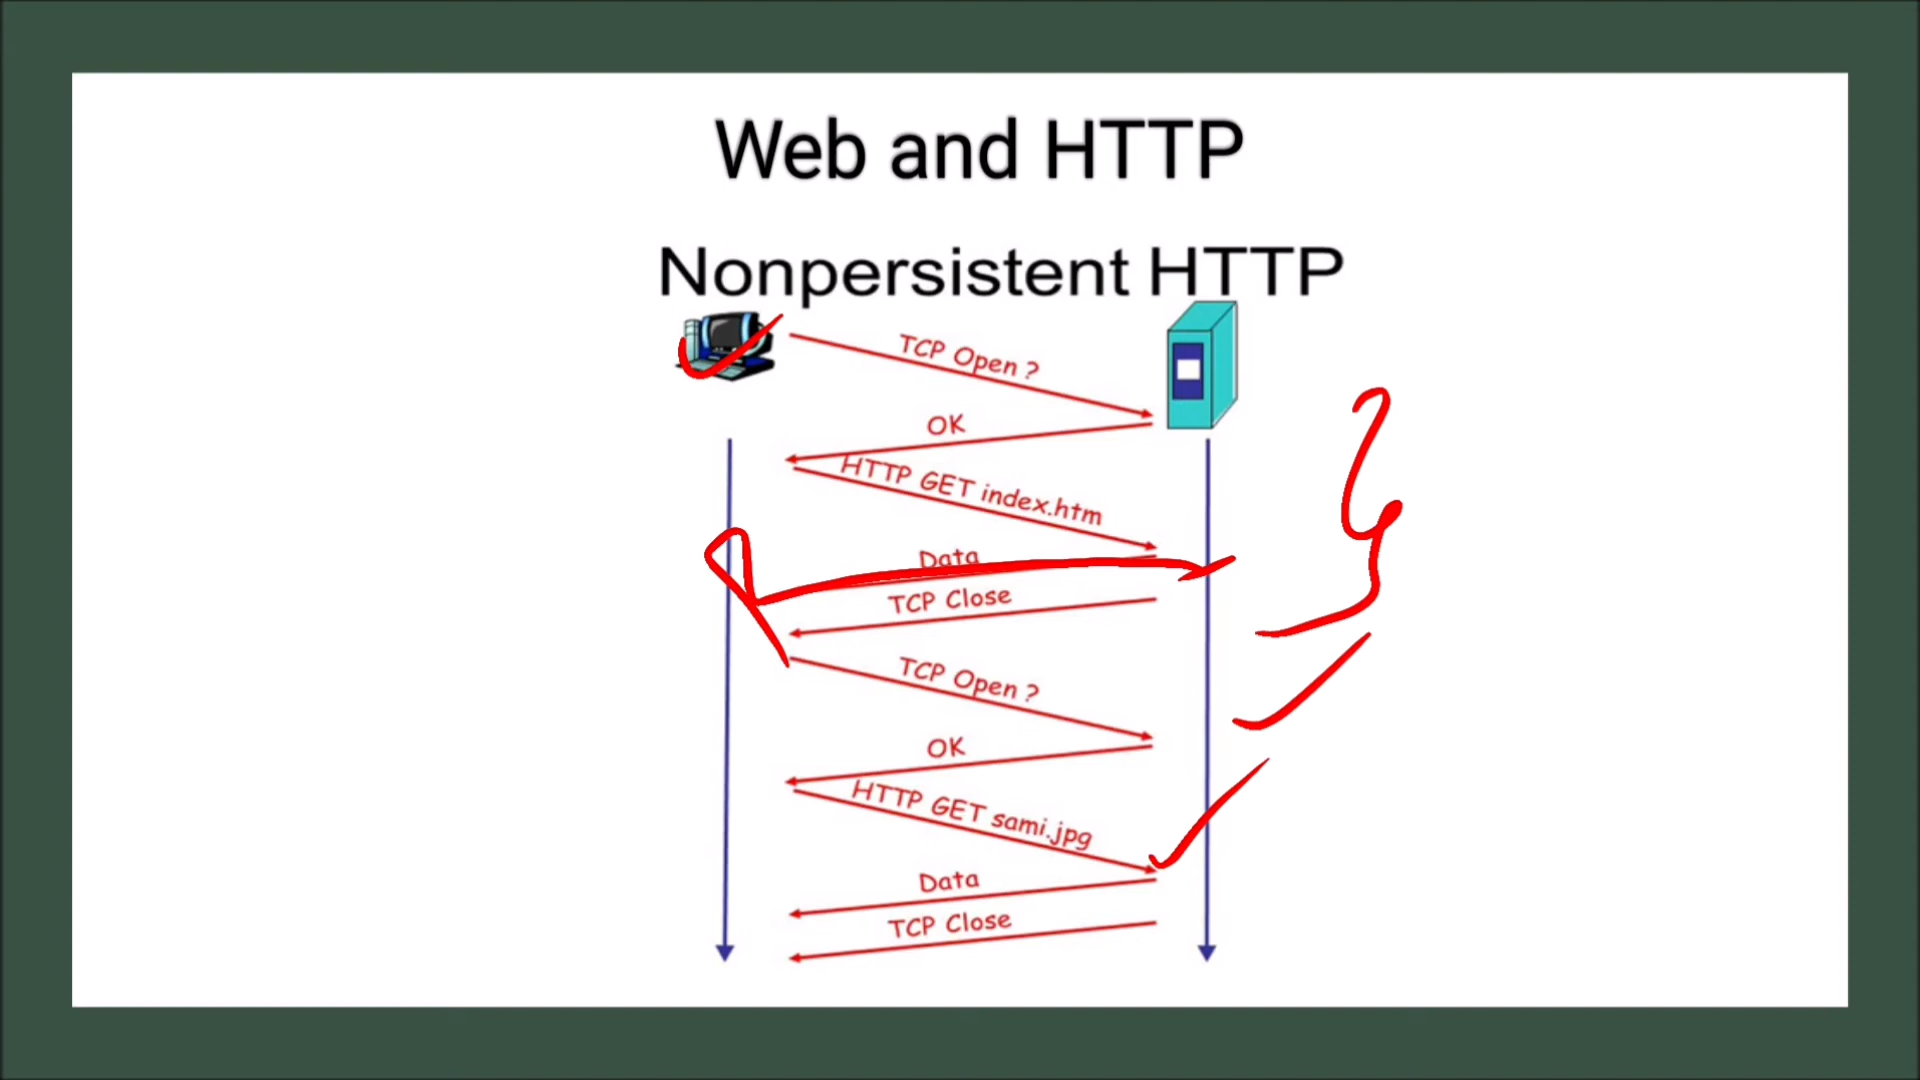 Web and HTTP
Nonpersistent HTTP
TCP Open ?
OK
HTTP GET index.htm
Data
TCP Close
TCP Open ?
OK
HTTP GET sami.jpg
Data
TCP Close